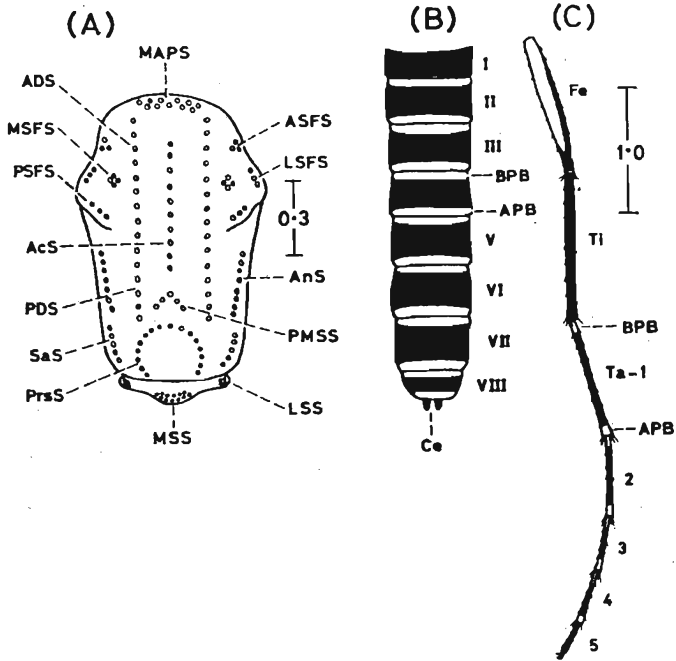 (A)
MAPS
ADS
MSFS
PSFS
ASFS
LSFS
0·3
AcS
AnS
PDS
PMSS
SaS
PrsS
LSS
MSS
(B)
I
II
III
BPB
APB
V
VI
VII
VIII
Ce
(C)
Fe
1·0
Ti
BPB
Ta-1
APB
2
3
4
5